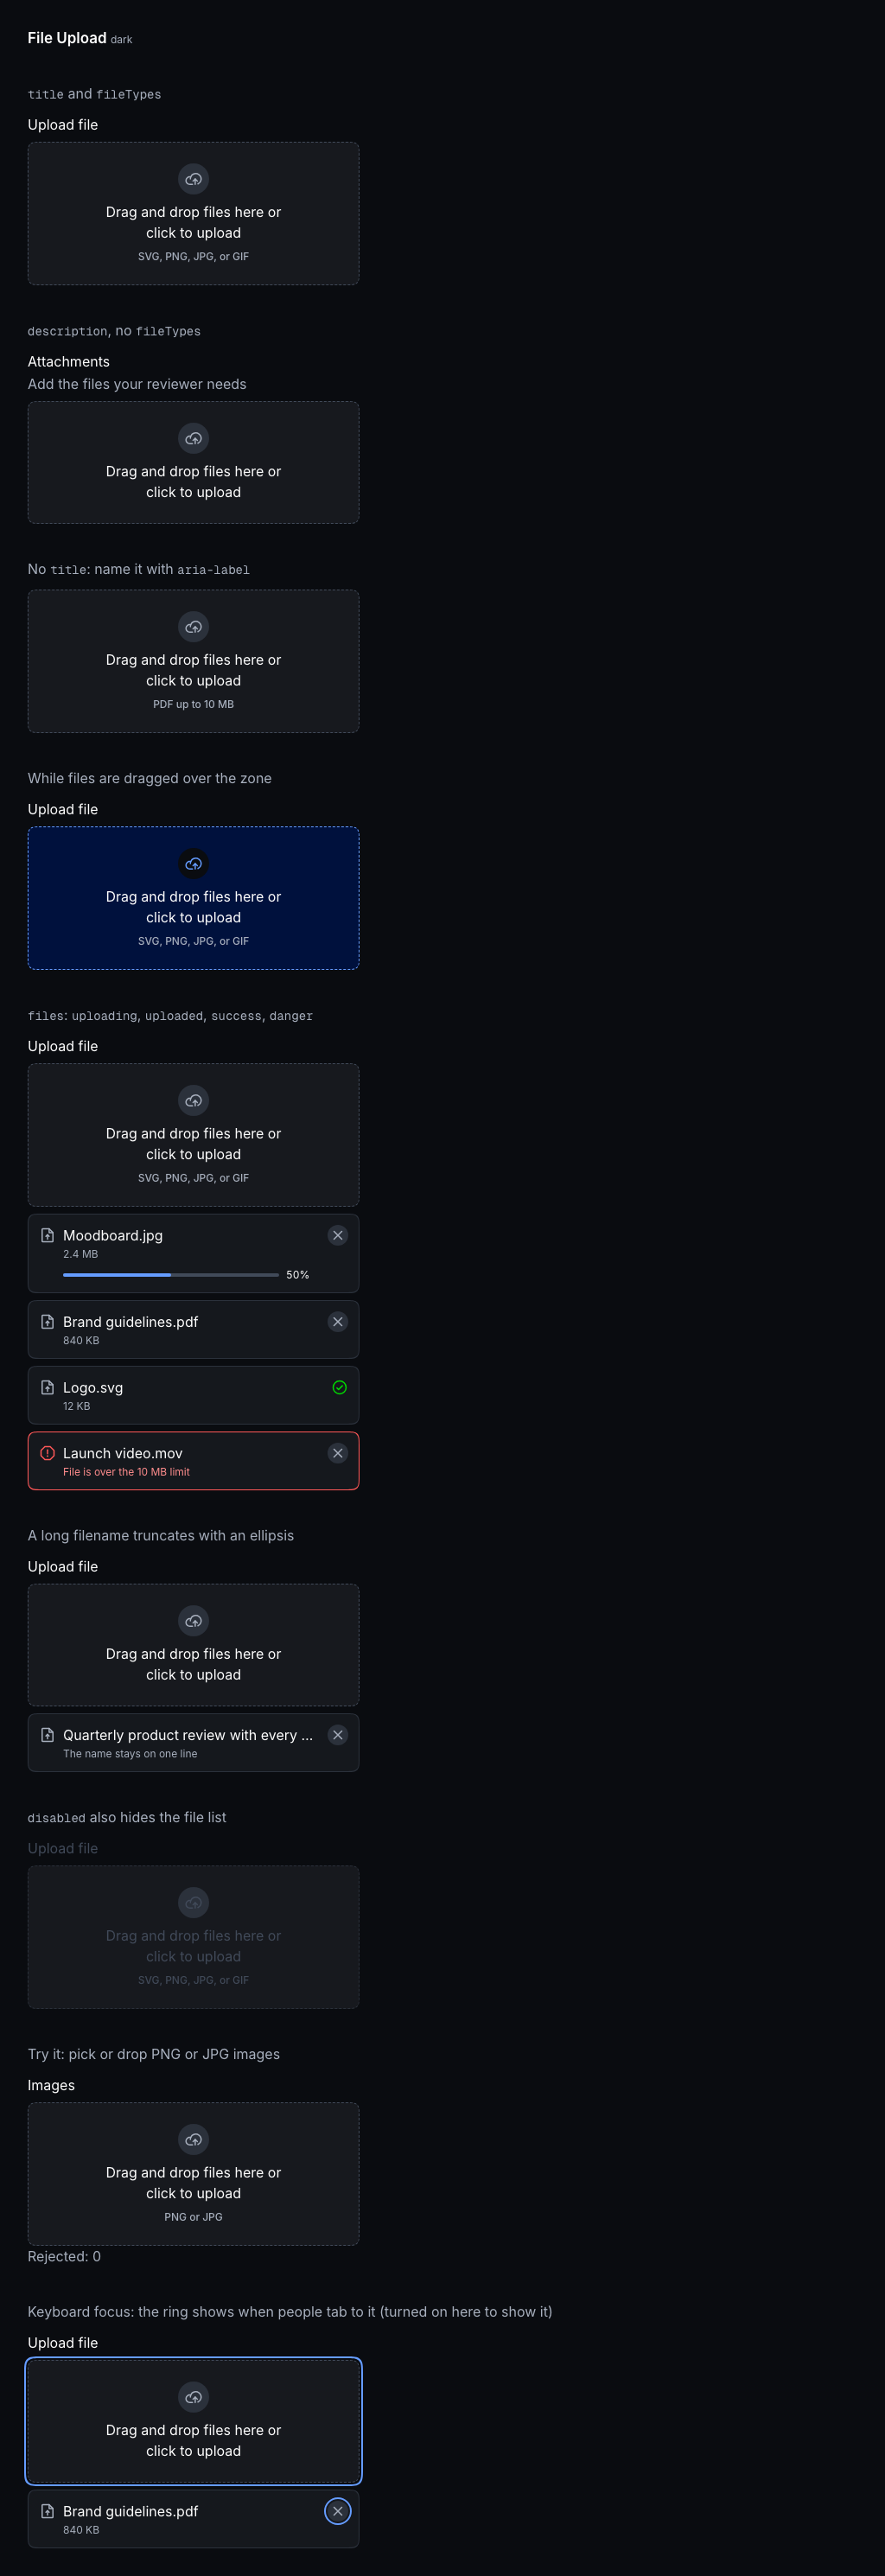 File Upload dark
title and fileTypes
Upload file
Drag and drop files here or
click to upload
SVG, PNG, JPG, or GIF
description, no fileTypes
Attachments
Add the files your reviewer needs
Drag and drop files here or
click to upload
No title: name it with aria-label
Drag and drop files here or
click to upload
PDF up to 10 MB
While files are dragged over the zone
Upload file
Drag and drop files here or
click to upload
SVG, PNG, JPG, or GIF
files: uploading, uploaded, success, danger
Upload file
Drag and drop files here or
click to upload
SVG, PNG, JPG, or GIF
Moodboard.jpg
2.4 MB
50%
Brand guidelines.pdf
840 KB
Logo.svg
12 KB
Launch video.mov
File is over the 10 MB limit
A long filename truncates with an ellipsis
Upload file
Drag and drop files here or
click to upload
Quarterly product review with every ...
The name stays on one line
disabled also hides the file list
Upload file
Drag and drop files here or
click to upload
SVG, PNG, JPG, or GIF
Try it: pick or drop PNG or JPG images
Images
Drag and drop files here or
click to upload
PNG or JPG
Rejected: 0
Keyboard focus: the ring shows when people tab to it (turned on here to show it)
Upload file
Drag and drop files here or
click to upload
Brand guidelines.pdf
840 KB